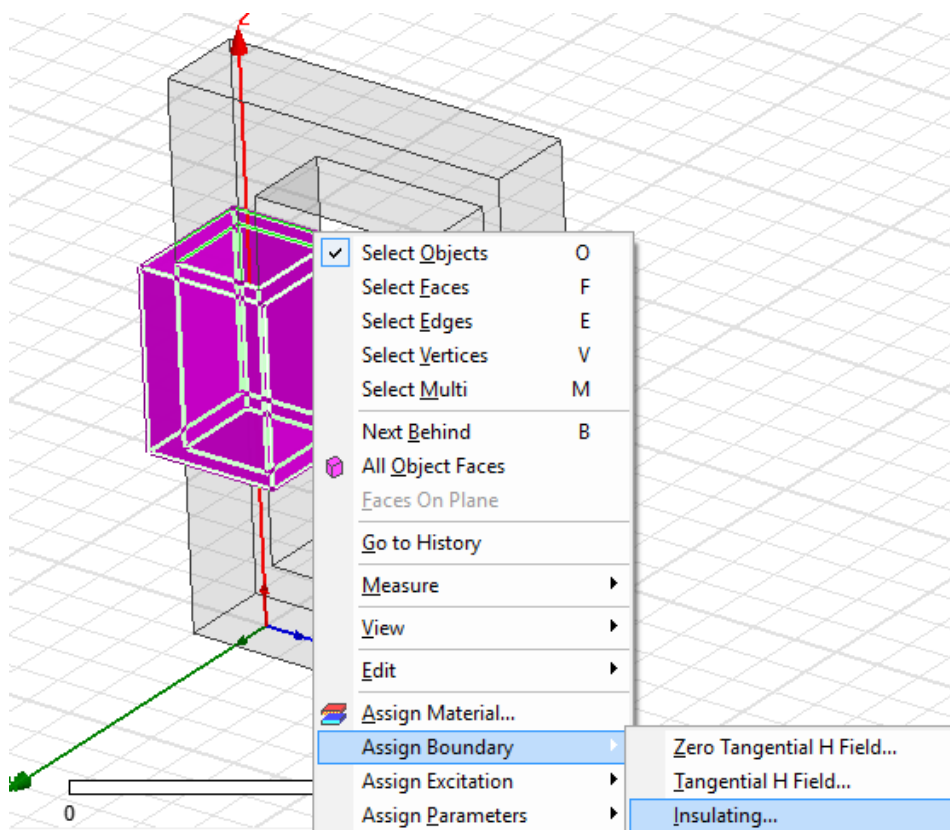 Z
Select Objects O
Select Faces F
Select Edges E
Select Vertices V
Select Multi M
Next Behind B
All Object Faces
Faces On Plane
Go to History
Measure
View
Edit
Assign Material...
Assign Boundary
Assign Excitation
Assign Parameters
Zero Tangential H Field...
Tangential H Field...
Insulating...
0